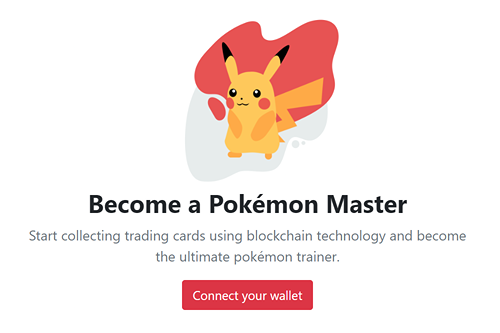 Become a Pokémon Master
Start collecting trading cards using blockchain technology and become
the ultimate pokémon trainer.
Connect your wallet